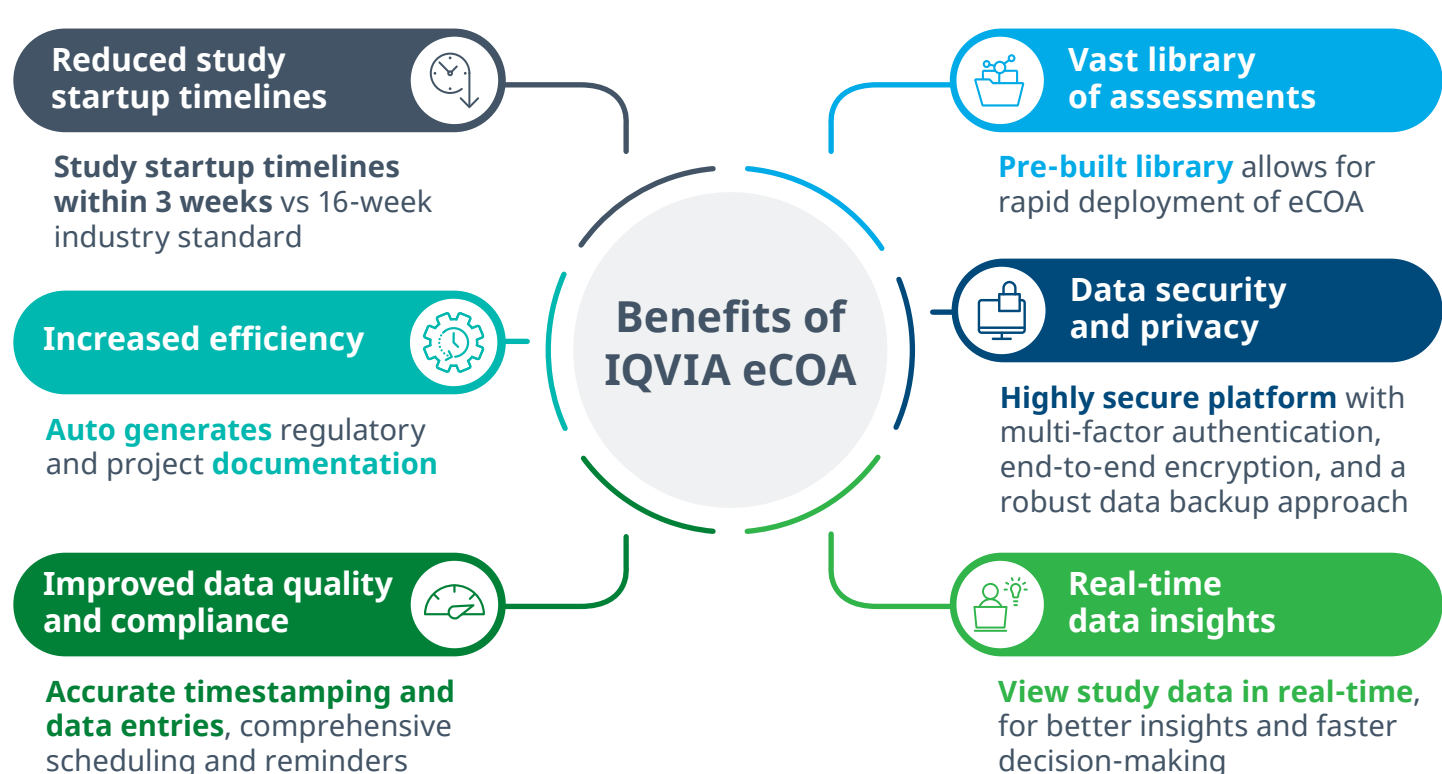 Reduced study
startup timelines
Study startup timelines
within 3 weeks vs 16-week
industry standard
Increased efficiency
Auto generates regulatory
and project documentation
Improved data quality
and compliance
Accurate timestamping and
data entries, comprehensive
scheduling and reminders
Benefits of
IQVIA eCOA
Vast library
of assessments
Pre-built library allows for
rapid deployment of eCOA
Data security
and privacy
Highly secure platform with
multi-factor authentication,
end-to-end encryption, and a
robust data backup approach
Real-time
data insights
View study data in real-time,
for better insights and faster
decision-making